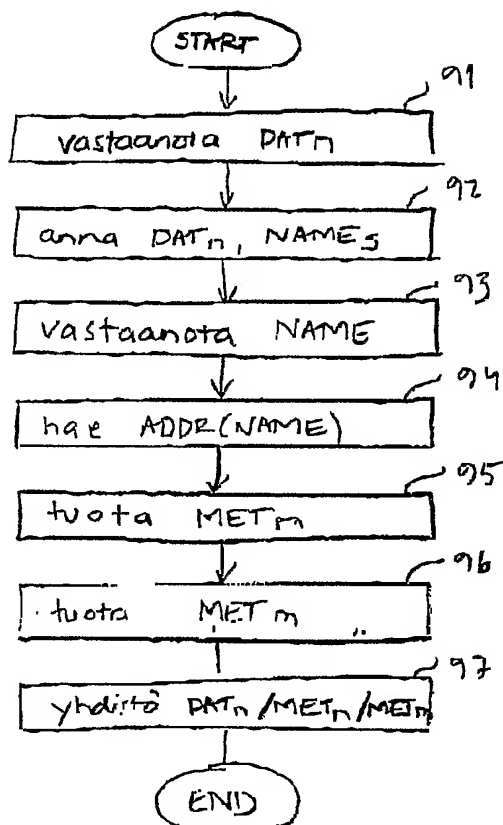 START
91
vastaanota DATn
92
anna DATn, NAMEs
93
vastaanota NAME
94
hae ADDR(NAME)
95
tuota METn
96
tuota METm
97
yhdistä DATn/METn/METm
END